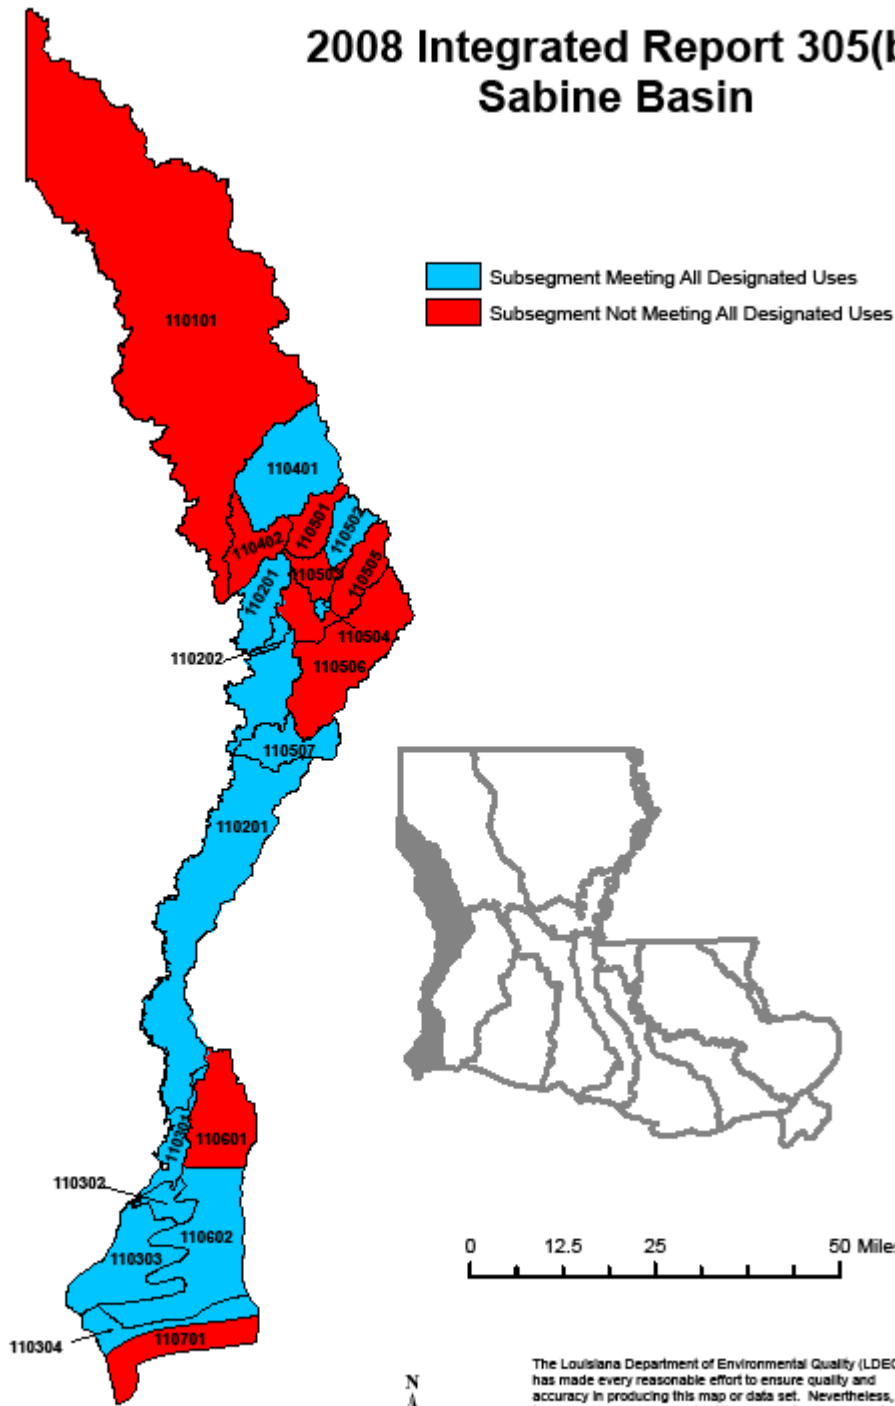 2008 Integrated Report 305(b
Sabine Basin
Subsegment Meeting All Designated Uses
Subsegment Not Meeting All Designated Uses
110101
110401
110501
110502
110402
110503
110505
110201
110504
110202
110506
110507
110201
110301
110601
110302
110602
110303
110304
110701
0 12.5 25 50 Miles
N
The Louisiana Department of Environmental Quality (LDEQ
has made every reasonable effort to ensure quality and
accuracy in producing this map or data set. Nevertheless,